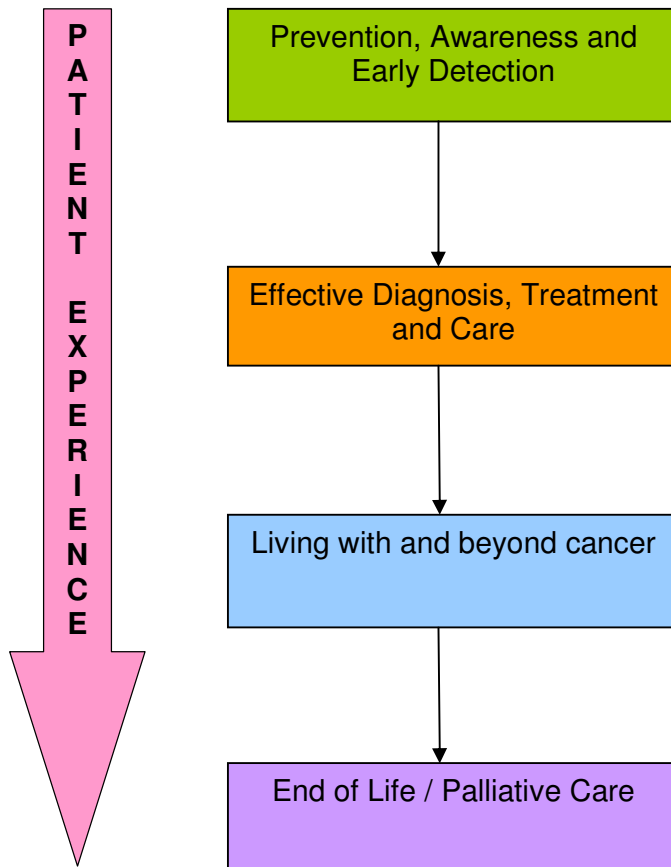 PATIENT EXPERIENCE
Prevention, Awareness and
Early Detection
Effective Diagnosis, Treatment
and Care
Living with and beyond cancer
End of Life / Palliative Care